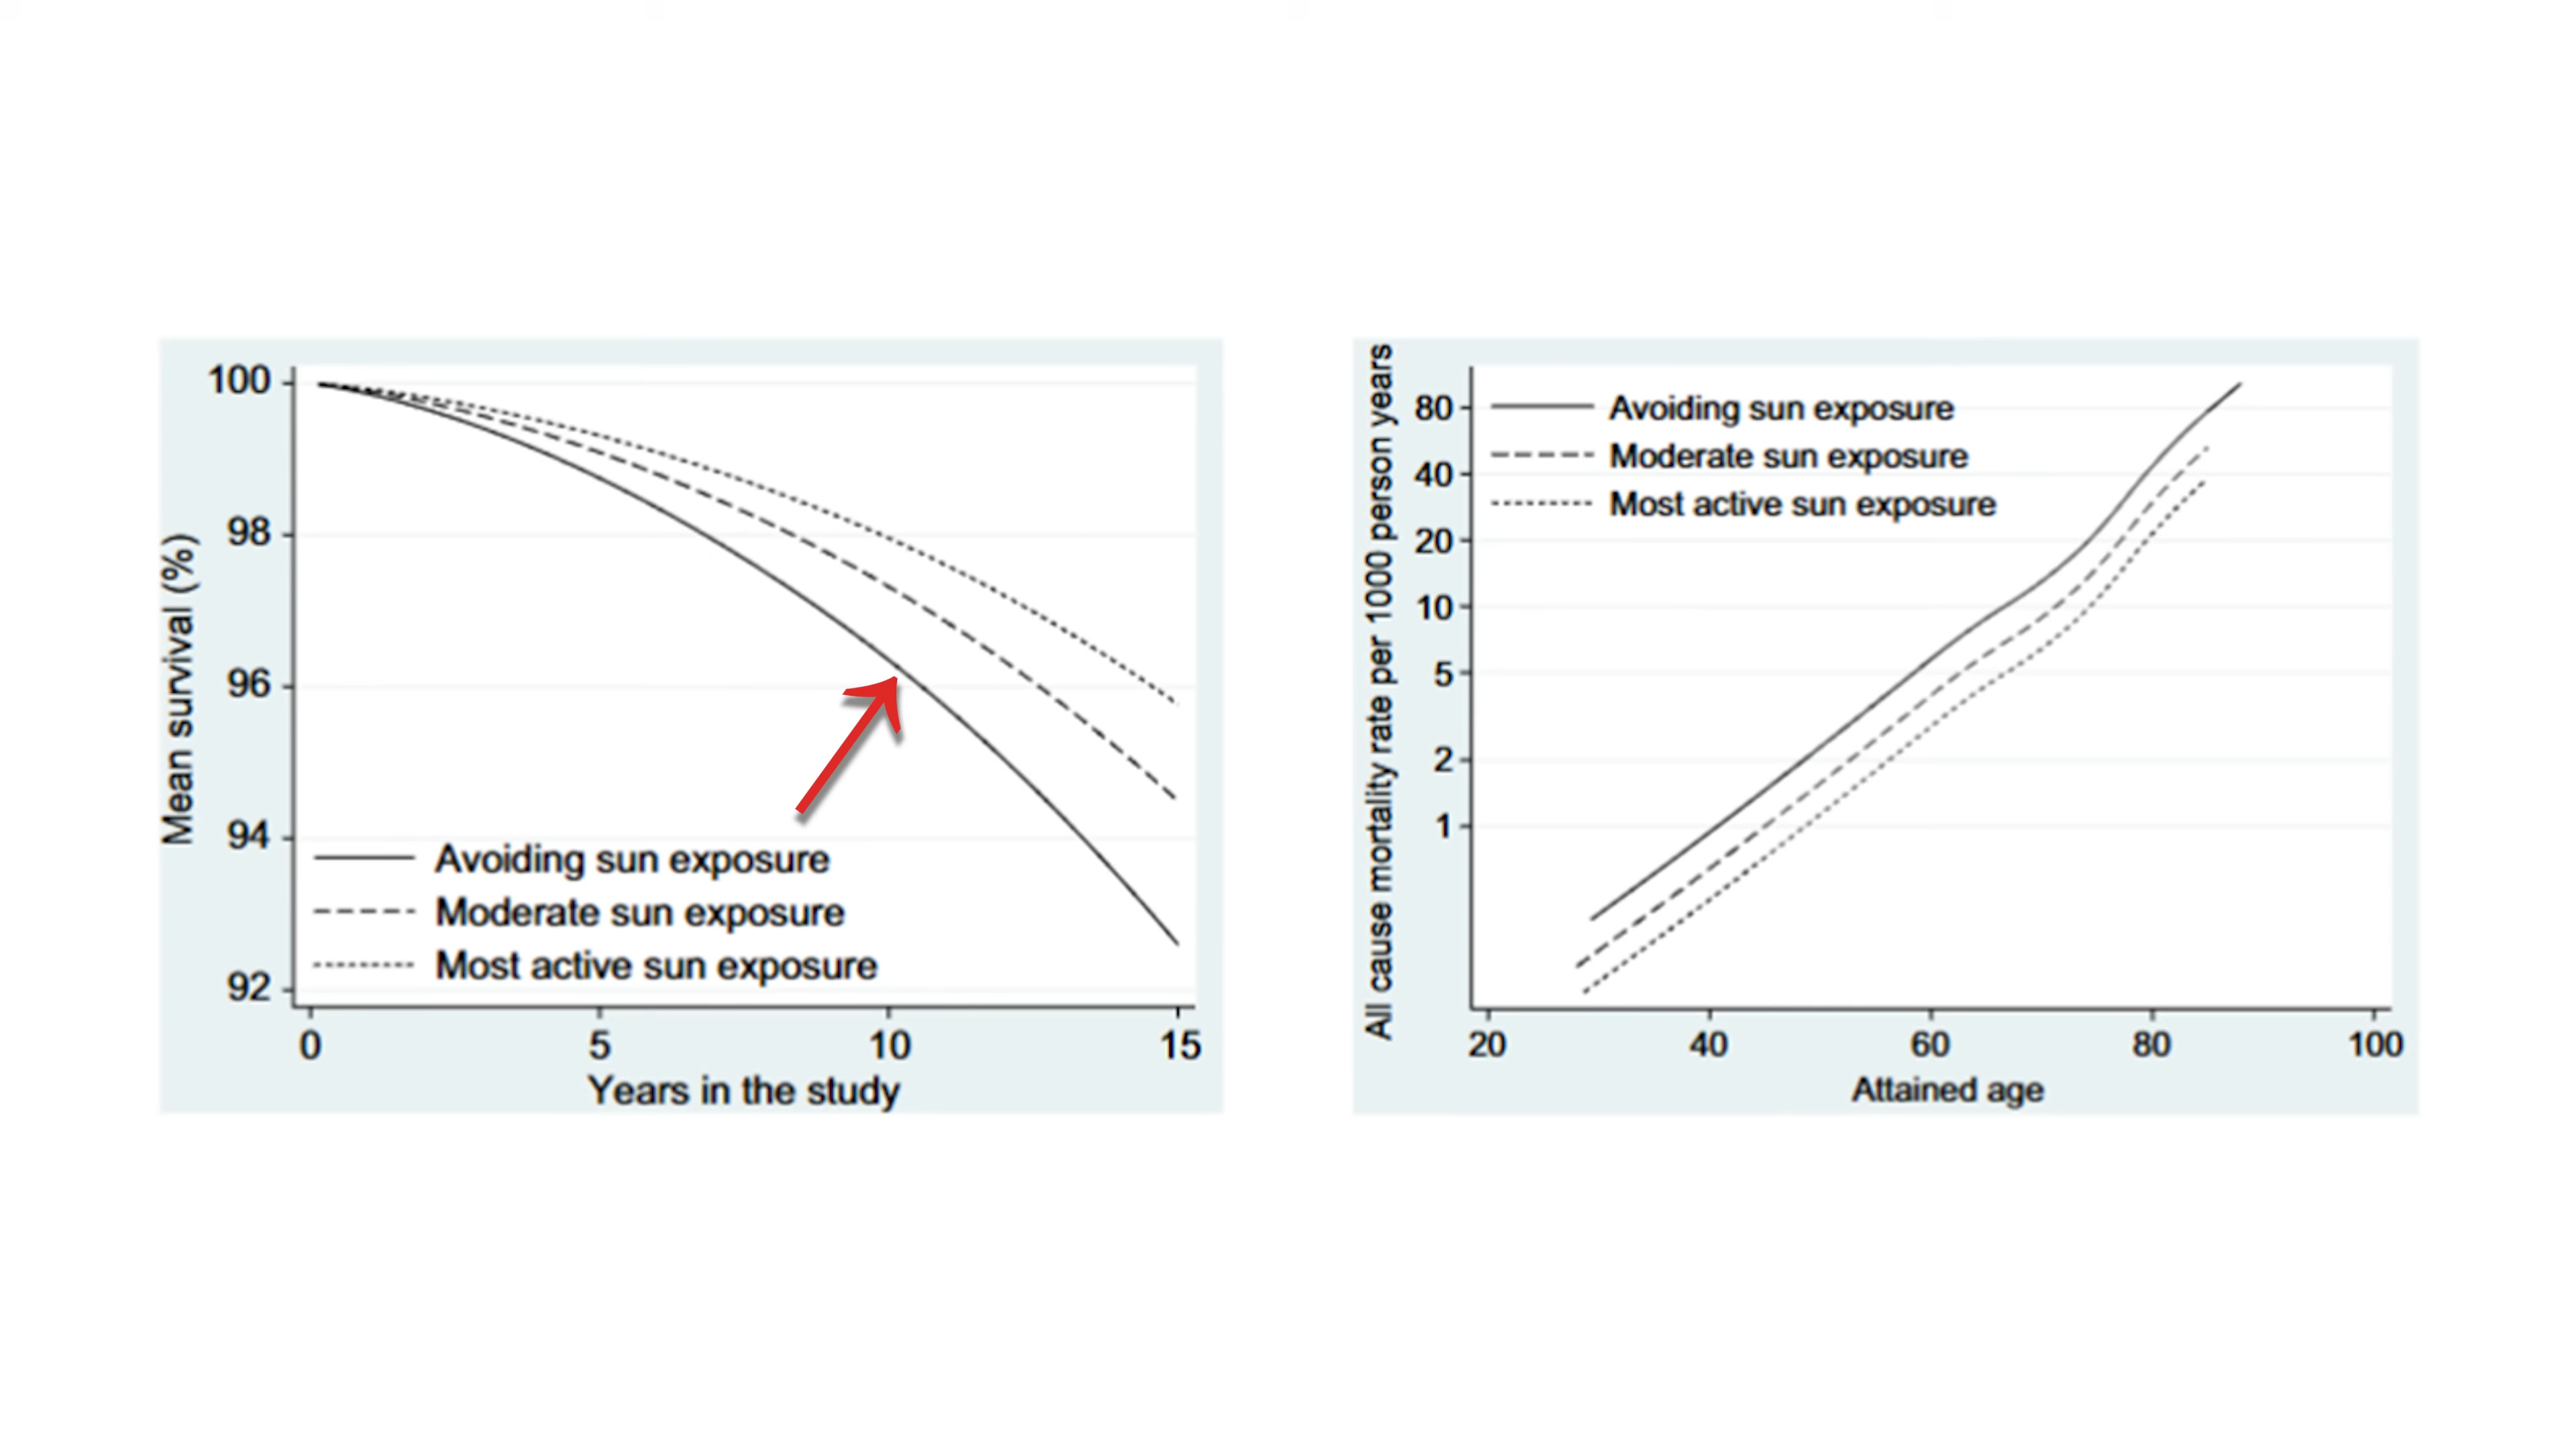 100
98
96
94
92
Mean survival (%)
Avoiding sun exposure
Moderate sun exposure
Most active sun exposure
0 5 10 15
Years in the study
All cause mortality rate per 1000 person years
80
40
20
10
5
2
1
Avoiding sun exposure
Moderate sun exposure
Most active sun exposure
20 40 60 80 100
Attained age